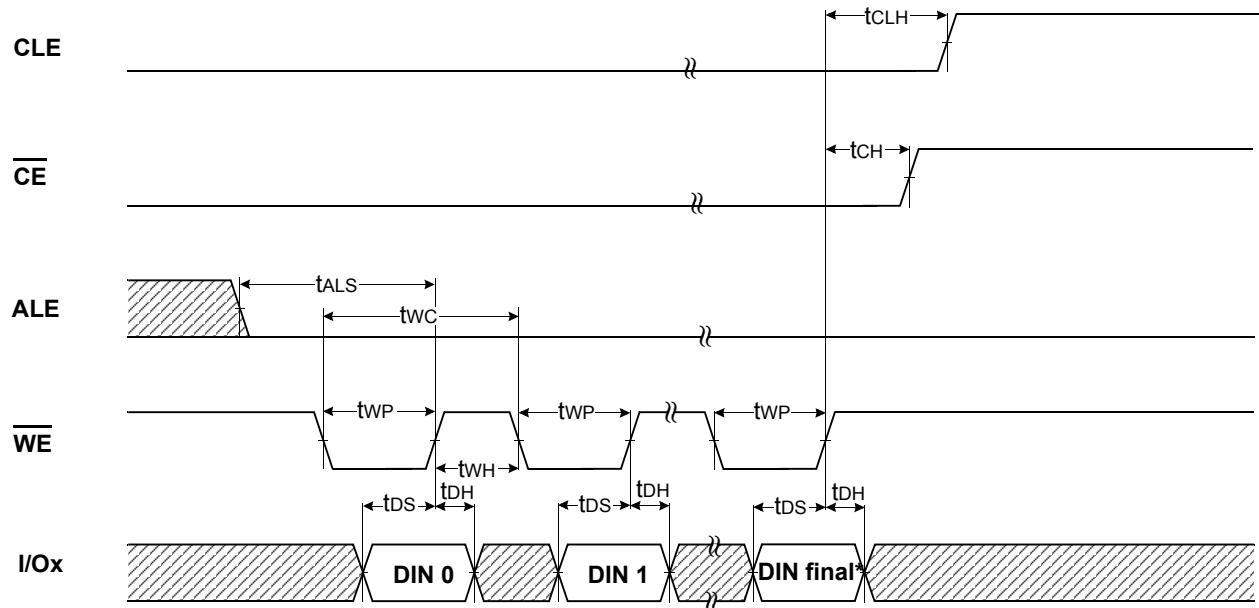 CLE
tCLH
CE
tCH
ALE
tALS
tWC
WE
tWP
tWP
tWP
tWH
tDS
tDH
tDS
tDH
tDS
tDH
I/Ox
DIN 0
DIN 1
DIN final*